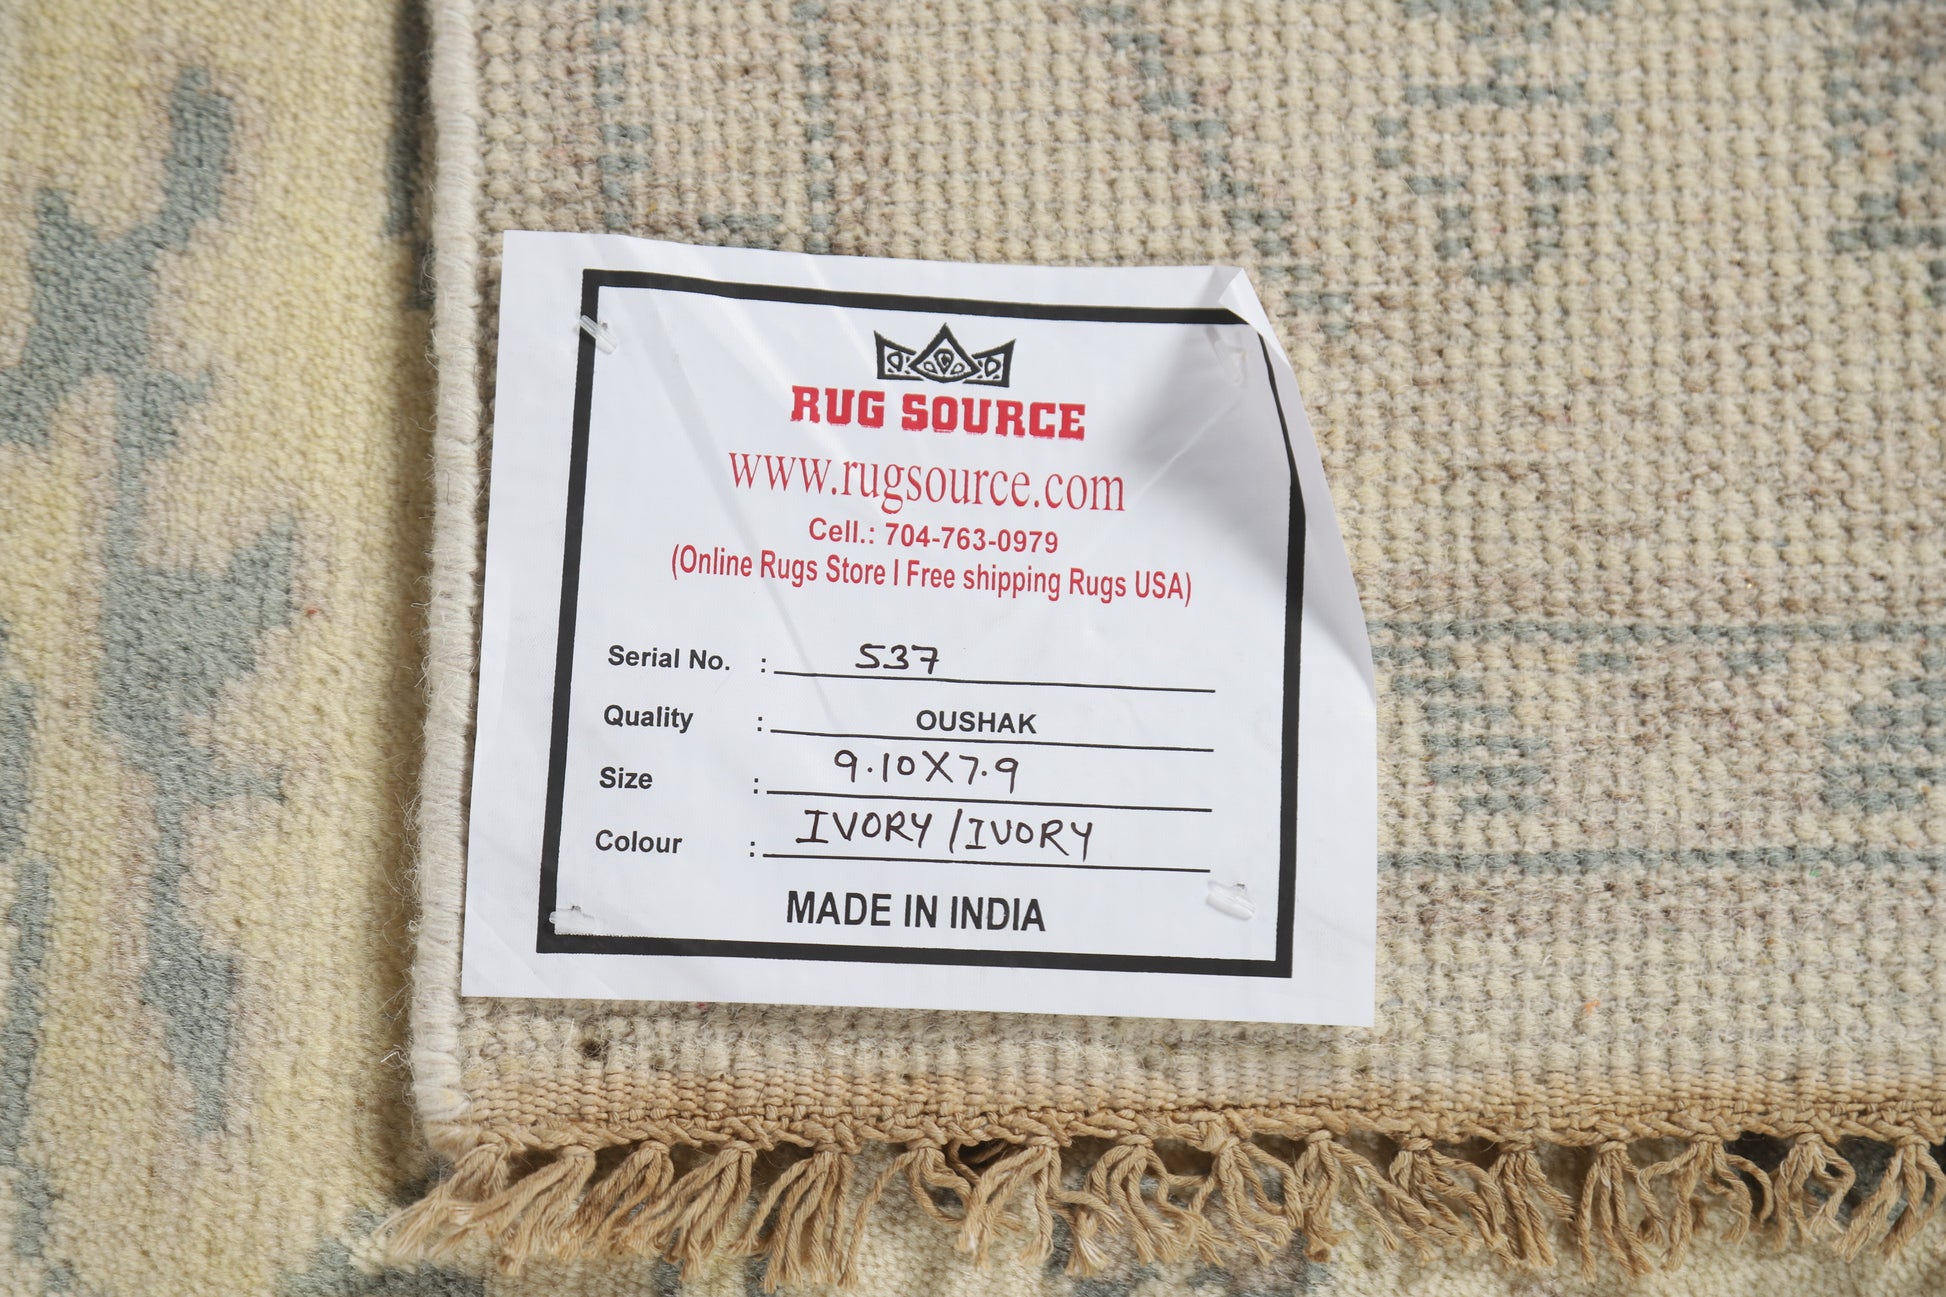 RUG SOURCE
www.rugsource.com
Cell.: 704-763-0979
(Online Rugs Store I Free shipping Rugs USA)
Serial No. : 537
Quality : OUSHAK
Size : 9.10X7.9
Colour : IVORY/IVORY
MADE IN INDIA